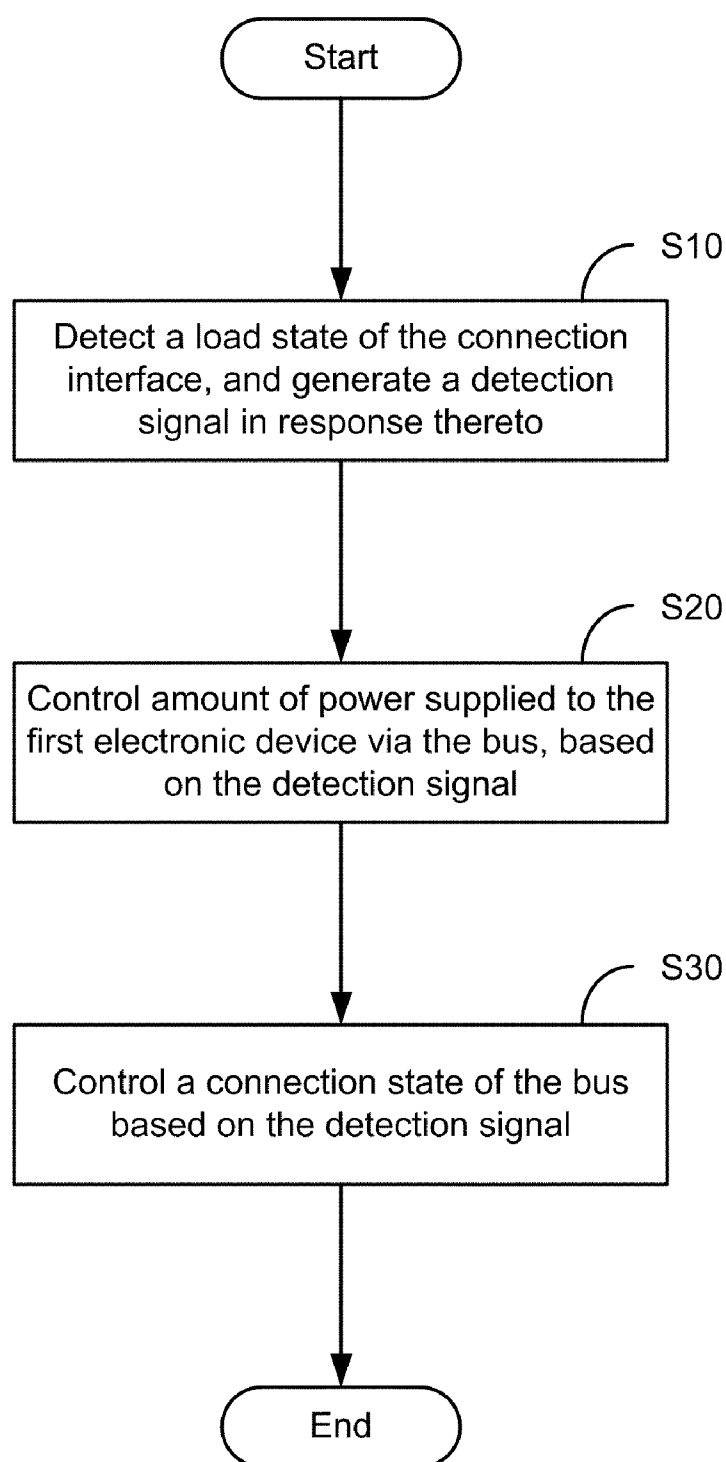 Start
S10
Detect a load state of the connection
interface, and generate a detection
signal in response thereto
S20
Control amount of power supplied to the
first electronic device via the bus, based
on the detection signal
S30
Control a connection state of the bus
based on the detection signal
End